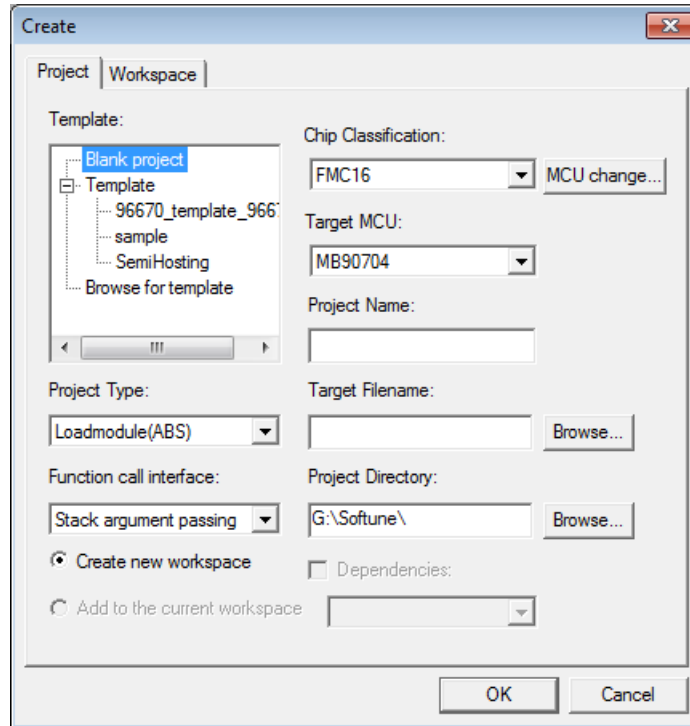 Create
Project
Workspace
Template:
Blank project
Template
96670_template_966
sample
SemiHosting
Browse for template
Chip Classification:
FMC16
MCU change...
Target MCU:
MB90704
Project Name:
Project Type:
Loadmodule(ABS)
Target Filename:
Browse...
Function call interface:
Stack argument passing
Project Directory:
G:\Softune\
Browse...
Create new workspace
Dependencies:
Add to the current workspace
OK
Cancel